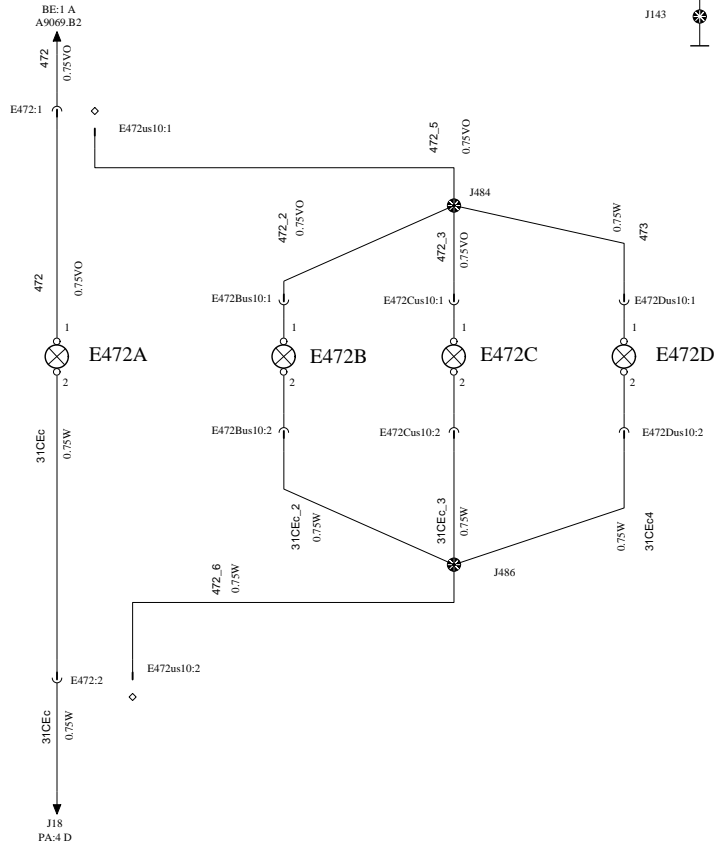 BE:1 A
A9069.B2
J143
472
0.75VO
E472:1
E472us10:1
472_5
0.75VO
J484
472_2
0.75VO
472_3
0.75VO
0.75W
473
472
0.75VO
E472Bus10:1
E472Cus10:1
E472Dus10:1
1
1
1
1
E472A
E472B
E472C
E472D
2
2
2
2
31CEc
0.75W
E472Bus10:2
E472Cus10:2
E472Dus10:2
31CEc_2
0.75W
31CEc_3
0.75W
0.75W
31CEc4
J486
472_6
0.75W
E472us10:2
E472:2
31CEc
0.75W
J18
PA:4 D